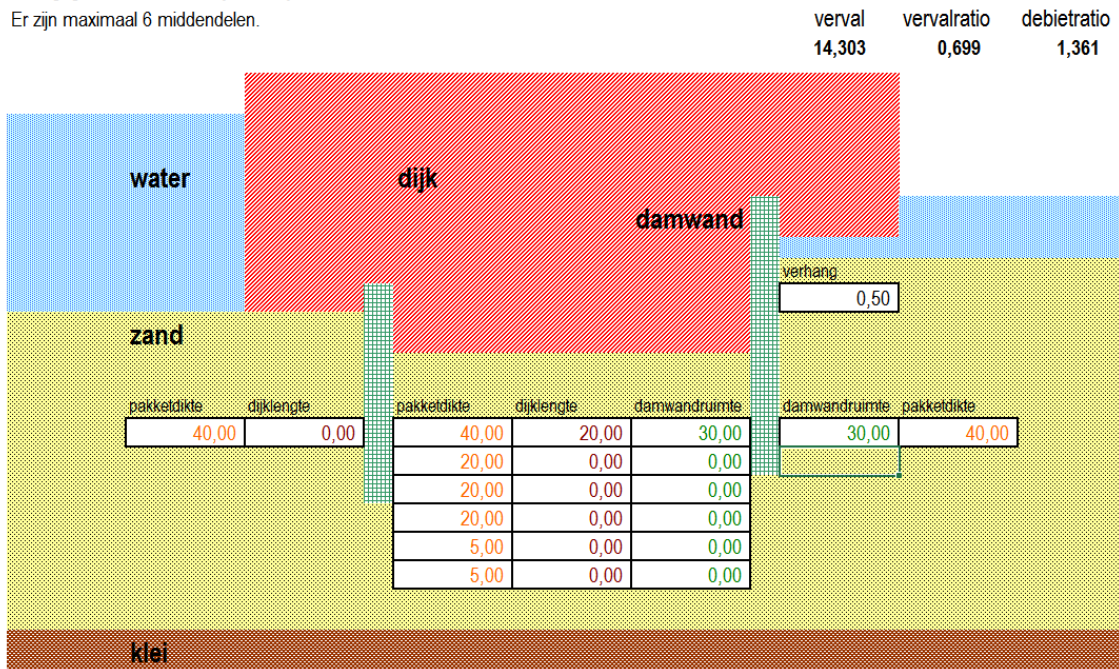 Er zijn maximaal 6 middendelen.
verval vervalratio debietratio
14,303 0,699 1,361
water
dijk
damwand
verhang
0,50
zand
pakketdikte dijklengte pakketdikte dijklengte damwandruimte damwandruimte pakketdikte
40,00 0,00 40,00 20,00 30,00 30,00 40,00
20,00 0,00 0,00
20,00 0,00 0,00
20,00 0,00 0,00
5,00 0,00 0,00
5,00 0,00 0,00
klei